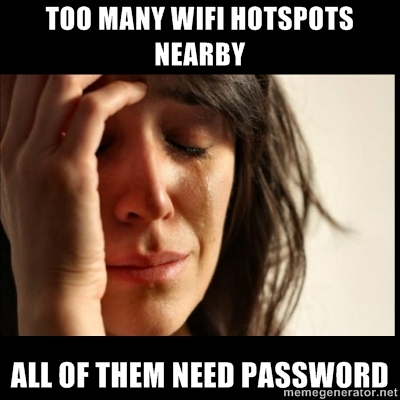 TOO MANY WIFI HOTSPOTS
NEARBY
ALL OF THEM NEED PASSWORD
memegenerator.net